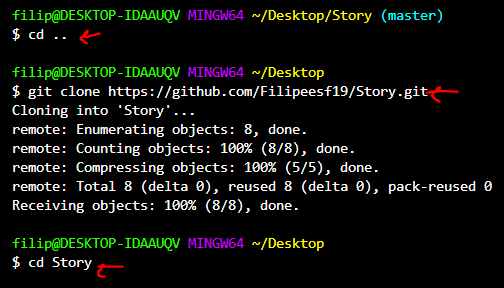 filip@DESKTOP-IDAAUQV MINGW64 ~/Desktop/Story (master)
$ cd ..
filip@DESKTOP-IDAAUQV MINGW64 ~/Desktop
$ git clone https://github.com/Filipeesf19/Story.git
Cloning into 'Story'...
remote: Enumerating objects: 8, done.
remote: Counting objects: 100% (8/8), done.
remote: Compressing objects: 100% (5/5), done.
remote: Total 8 (delta 0), reused 8 (delta 0), pack-reused 0
Receiving objects: 100% (8/8), done.
filip@DESKTOP-IDAAUQV MINGW64 ~/Desktop
$ cd Story